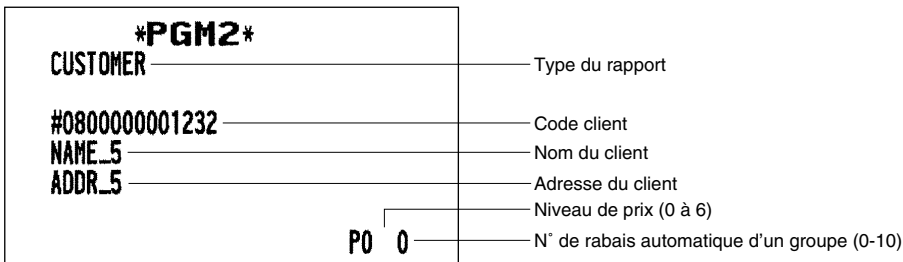 *PGM2*
CUSTOMER Type du rapport
#0800000001232 Code client
NAME_5 Nom du client
ADDR_5 Adresse du client
Niveau de prix (0 à 6)
P0 0 N° de rabais automatique d'un groupe (0-10)